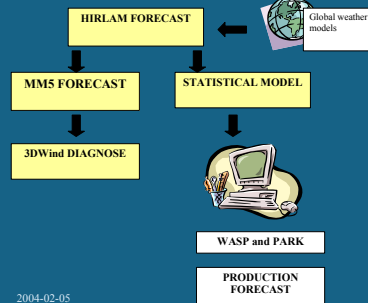 HIRLAM FORECAST
Global weather
models
MM5 FORECAST
STATISTICAL MODEL
3DWind DIAGNOSE
WASP and PARK
PRODUCTION
FORECAST
2004-02-05